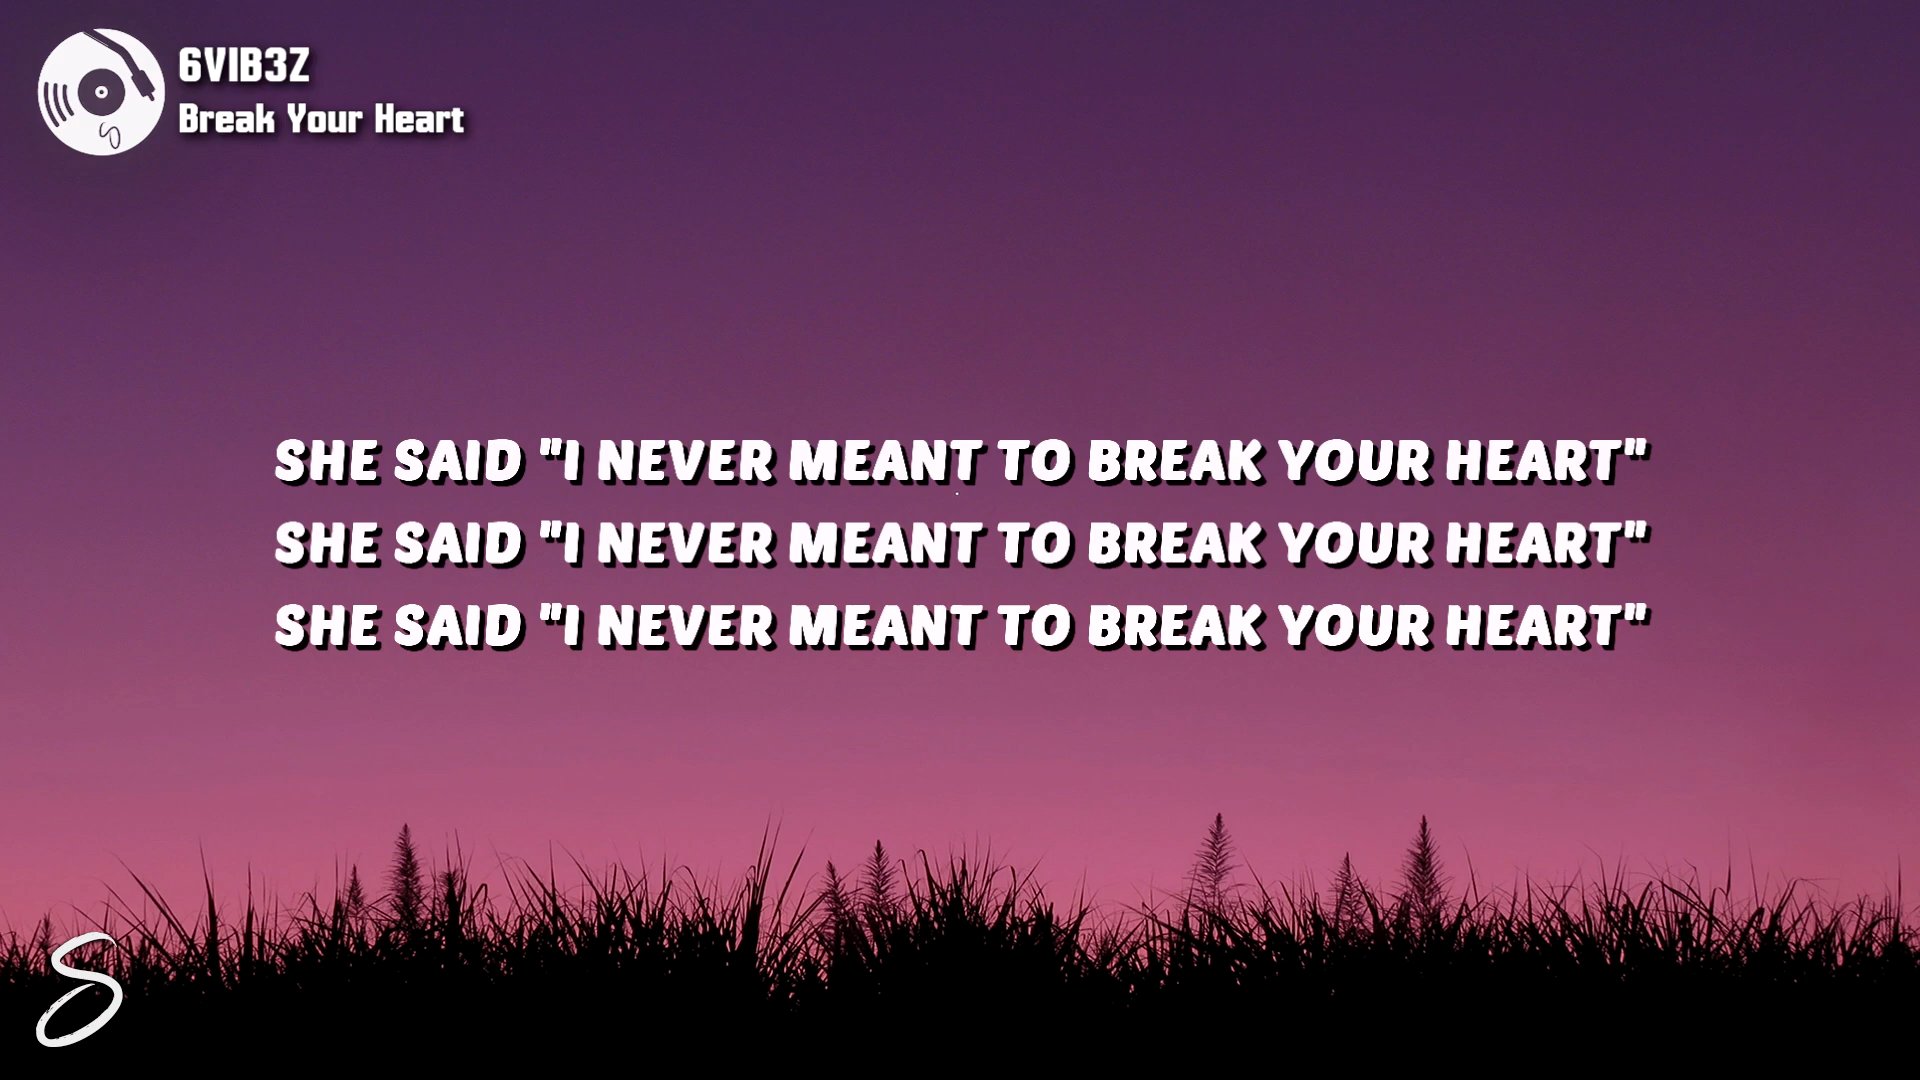 6VIB3Z
Break Your Heart
SHE SAID "I NEVER MEANT TO BREAK YOUR HEART"
SHE SAID "I NEVER MEANT TO BREAK YOUR HEART"
SHE SAID "I NEVER MEANT TO BREAK YOUR HEART"
S